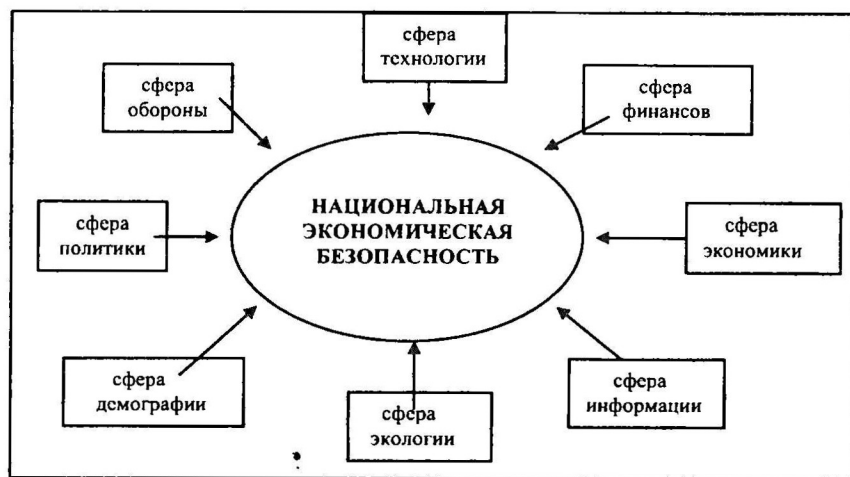 сфера
технологии
сфера
обороны
сфера
финансов
НАЦИОНАЛЬНАЯ
ЭКОНОМИЧЕСКАЯ
БЕЗОПАСНОСТЬ
сфера
политики
сфера
экономики
сфера
демографии
сфера
экологии
сфера
информации